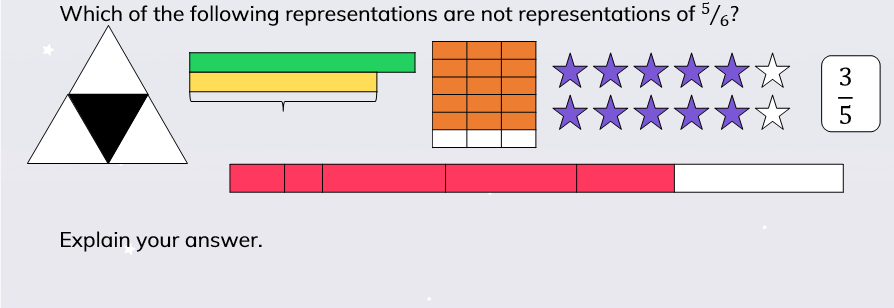 Which of the following representations are not representations of ⁵/₆?
3
5
Explain your answer.